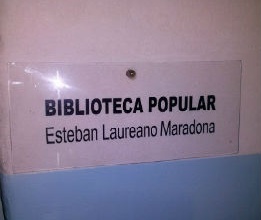 BIBLIOTECA POPULAR
Esteban Laureano Maradona